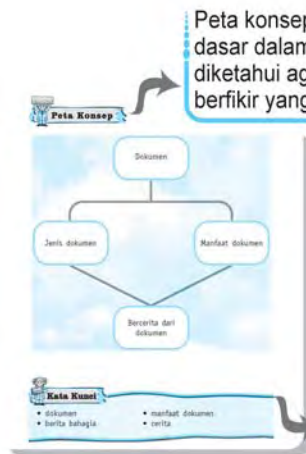 Peta konsep
dasar dalam
diketahui ag
berfikir yang
Peta Konsep
Dokumen
Jenis dokumen
Manfaat dokumen
Bercerita dari
dokumen
Kata Kunci
• dokumen
• manfaat dokumen
• berita bahagia
• cerita